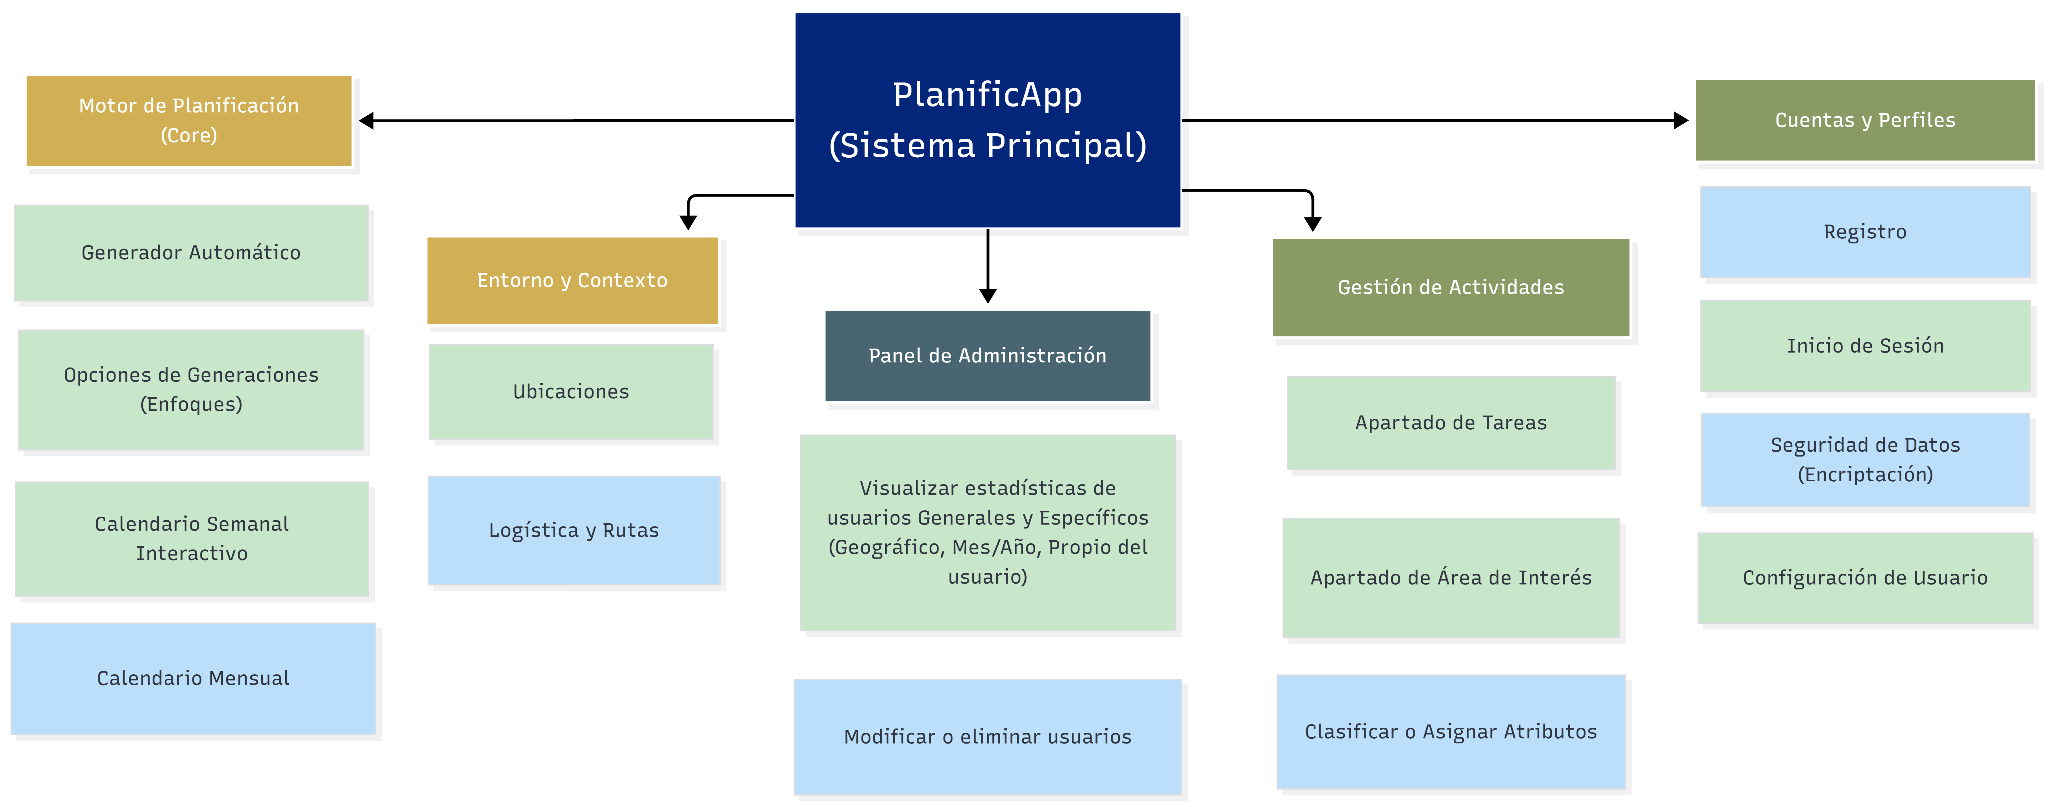 PlanificApp
(Sistema Principal)
Motor de Planificación
(Core)
Generador Automático
Opciones de Generaciones
(Enfoques)
Calendario Semanal
Interactivo
Calendario Mensual
Entorno y Contexto
Ubicaciones
Logística y Rutas
Panel de Administración
Visualizar estadísticas de
usuarios Generales y Específicos
(Geográfico, Mes/Año, Propio del
usuario)
Modificar o eliminar usuarios
Gestión de Actividades
Apartado de Tareas
Apartado de Área de Interés
Clasificar o Asignar Atributos
Cuentas y Perfiles
Registro
Inicio de Sesión
Seguridad de Datos
(Encriptación)
Configuración de Usuario